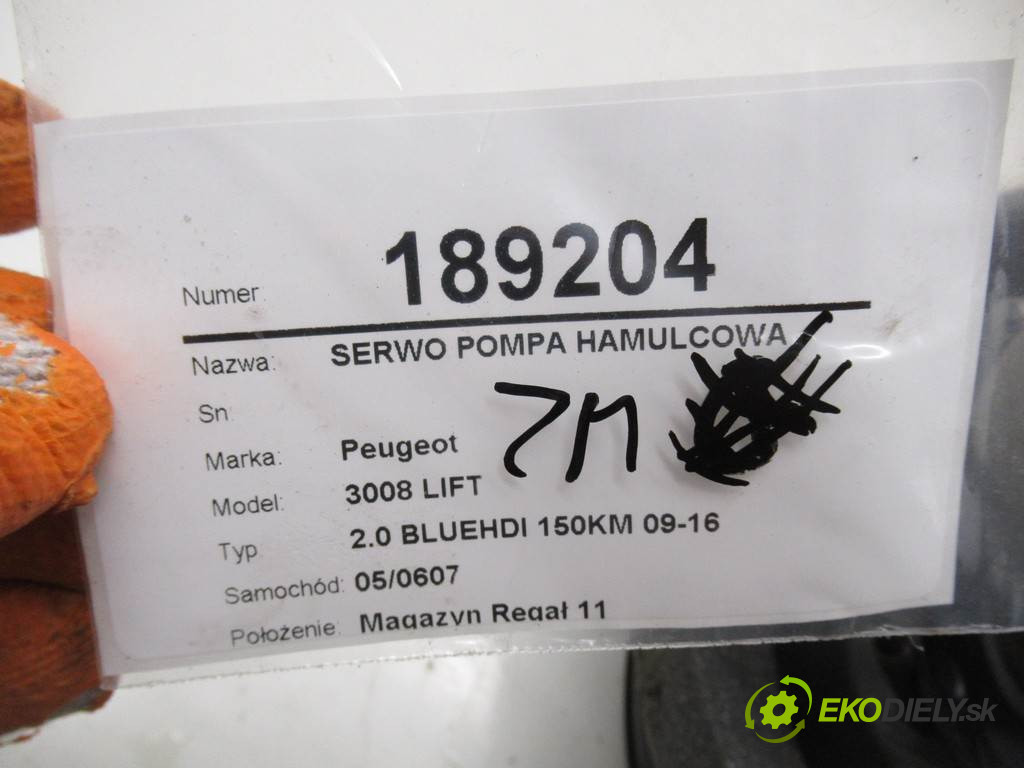 Numer: 189204
Nazwa: SERWO POMPA HAMULCOWA
Sn
Marka: Peugeot
Model: 3008 LIFT
Typ 2.0 BLUEHDI 150KM 09-16
Samochód: 05/0607
Położenie: Magazyn Regał 11
EKODIELY.sk